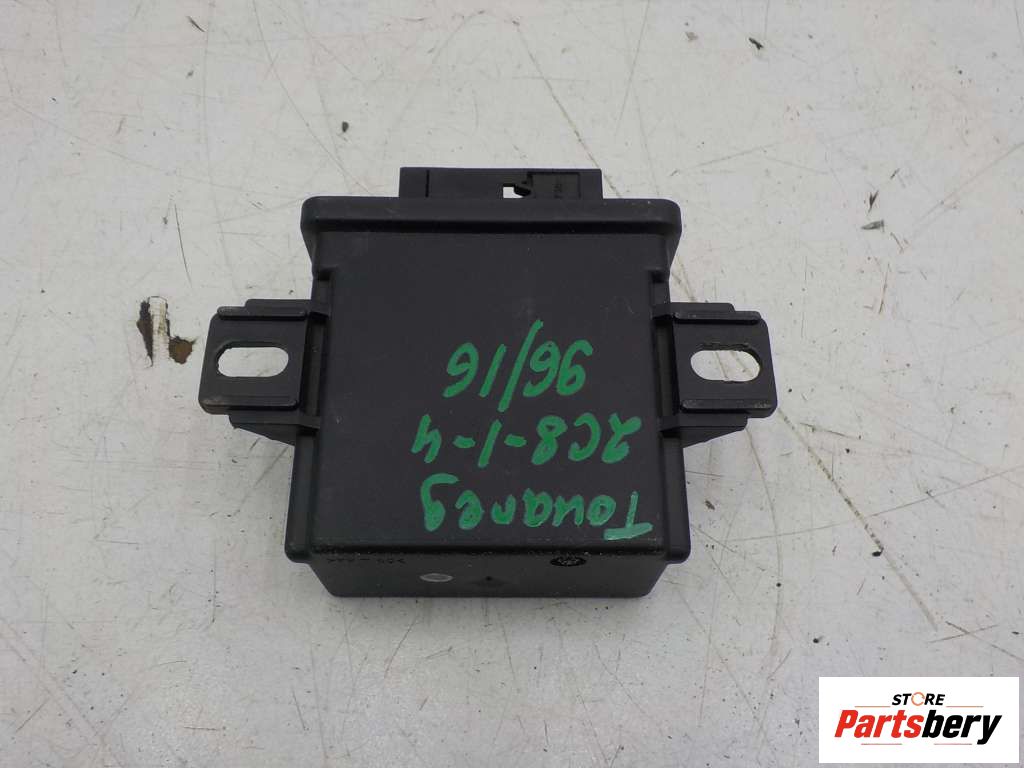 Touareg
2C8-1-4
96/16
STORE
Partsbery